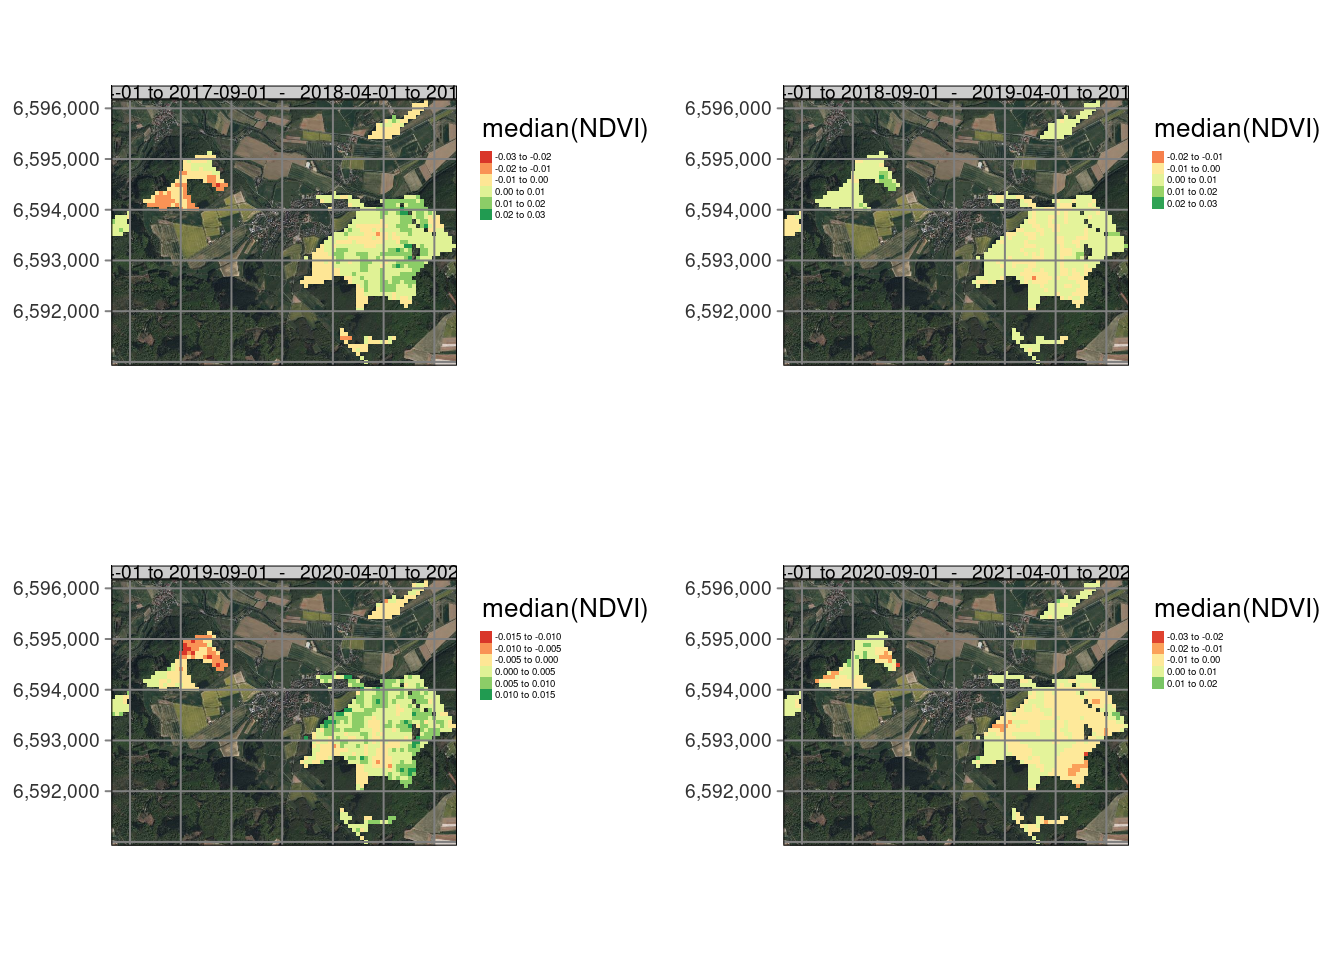 -01 to 2017-09-01 - 2018-04-01 to 201
6,596,000
6,595,000
6,594,000
6,593,000
6,592,000
median(NDVI)
-0.03 to -0.02
-0.02 to -0.01
-0.01 to 0.00
0.00 to 0.01
0.01 to 0.02
0.02 to 0.03
-01 to 2018-09-01 - 2019-04-01 to 201
6,596,000
6,595,000
6,594,000
6,593,000
6,592,000
median(NDVI)
-0.02 to -0.01
-0.01 to 0.00
0.00 to 0.01
0.01 to 0.02
0.02 to 0.03
-01 to 2019-09-01 - 2020-04-01 to 202
6,596,000
6,595,000
6,594,000
6,593,000
6,592,000
median(NDVI)
-0.015 to -0.010
-0.010 to -0.005
-0.005 to 0.000
0.000 to 0.005
0.005 to 0.010
0.010 to 0.015
-01 to 2020-09-01 - 2021-04-01 to 202
6,596,000
6,595,000
6,594,000
6,593,000
6,592,000
median(NDVI)
-0.03 to -0.02
-0.02 to -0.01
-0.01 to 0.00
0.00 to 0.01
0.01 to 0.02